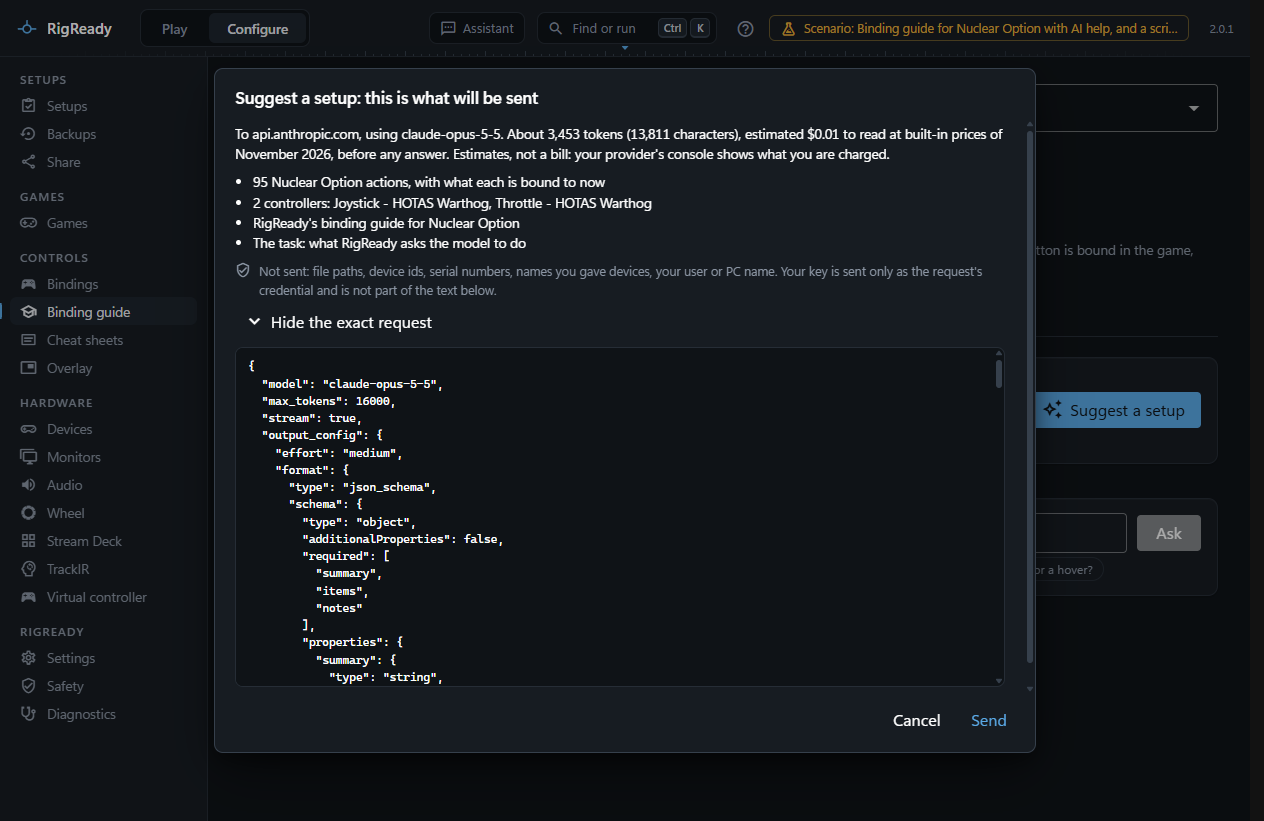 RigReady
Play
Configure
Assistant
Find or run
Ctrl
K
Scenario: Binding guide for Nuclear Option with AI help, and a scri...
2.0.1
SETUPS
Setups
Backups
Share
GAMES
Games
CONTROLS
Bindings
Binding guide
Cheat sheets
Overlay
HARDWARE
Devices
Monitors
Audio
Wheel
Stream Deck
TrackIR
Virtual controller
RIGREADY
Settings
Safety
Diagnostics
Suggest a setup: this is what will be sent
To api.anthropic.com, using claude-opus-5-5. About 3,453 tokens (13,811 characters), estimated $0.01 to read at built-in prices of
November 2026, before any answer. Estimates, not a bill: your provider's console shows what you are charged.
• 95 Nuclear Option actions, with what each is bound to now
• 2 controllers: Joystick - HOTAS Warthog, Throttle - HOTAS Warthog
• RigReady's binding guide for Nuclear Option
• The task: what RigReady asks the model to do
Not sent: file paths, device ids, serial numbers, names you gave devices, your user or PC name. Your key is sent only as the request's
credential and is not part of the text below.
Hide the exact request
{
"model": "claude-opus-5-5",
"max_tokens": 16000,
"stream": true,
"output_config": {
"effort": "medium",
"format": {
"type": "json_schema",
"schema": {
"type": "object",
"additionalProperties": false,
"required": [
"summary",
"items",
"notes"
],
"properties": {
"summary": {
"type": "string",
Cancel
Send
tton is bound in the game,
Suggest a setup
Ask
or a hover?